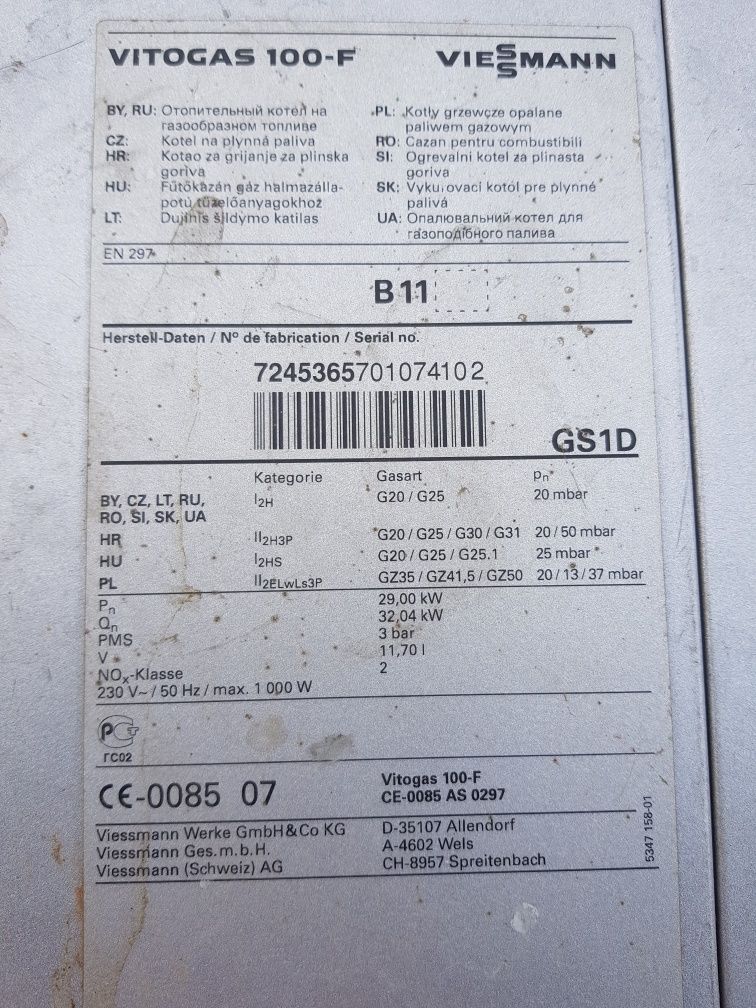 VITOGAS 100-F VIESSMANN
BY, RU: Отопительный котел на
газообразном топливе
CZ: Kotel na plynná paliva
HR: Kotao za grijanje za plinska
goriva
HU: Fűtőkazán gáz halmazálla-
potú tüzelőanyagokhoz
LT: Dujinis šildymo katilas
PL: Kotły grzewcze opalane
paliwem gazowym
RO: Cazan pentru combustibili
SI: Ogrevalni kotel za plinasta
goriva
SK: Vykurovací kotol pre plynné
palivá
UA: Опалювальний котел для
газоподібного палива
EN 297
B11
Herstell-Daten / N° de fabrication / Serial no.
7245365701074102
GS1D
Kategorie Gasart pn
BY, CZ, LT, RU, I2H G20 / G25 20 mbar
RO, SI, SK, UA
HR II2H3P G20 / G25 / G30 / G31 20 / 50 mbar
HU I2HS G20 / G25 / G25.1 25 mbar
PL II2ELwLs3P GZ35 / GZ41,5 / GZ50 20 / 13 / 37 mbar
Pn 29,00 kW
Qn 32,04 kW
PMS 3 bar
V 11,70 l
NOx-Klasse 2
230 V~ / 50 Hz / max. 1 000 W
РСТ
ГС02
CE-0085 07
Vitogas 100-F
CE-0085 AS 0297
Viessmann Werke GmbH&Co KG D-35107 Allendorf
Viessmann Ges.m.b.H. A-4602 Wels
Viessmann (Schweiz) AG CH-8957 Spreitenbach
5347 158-01